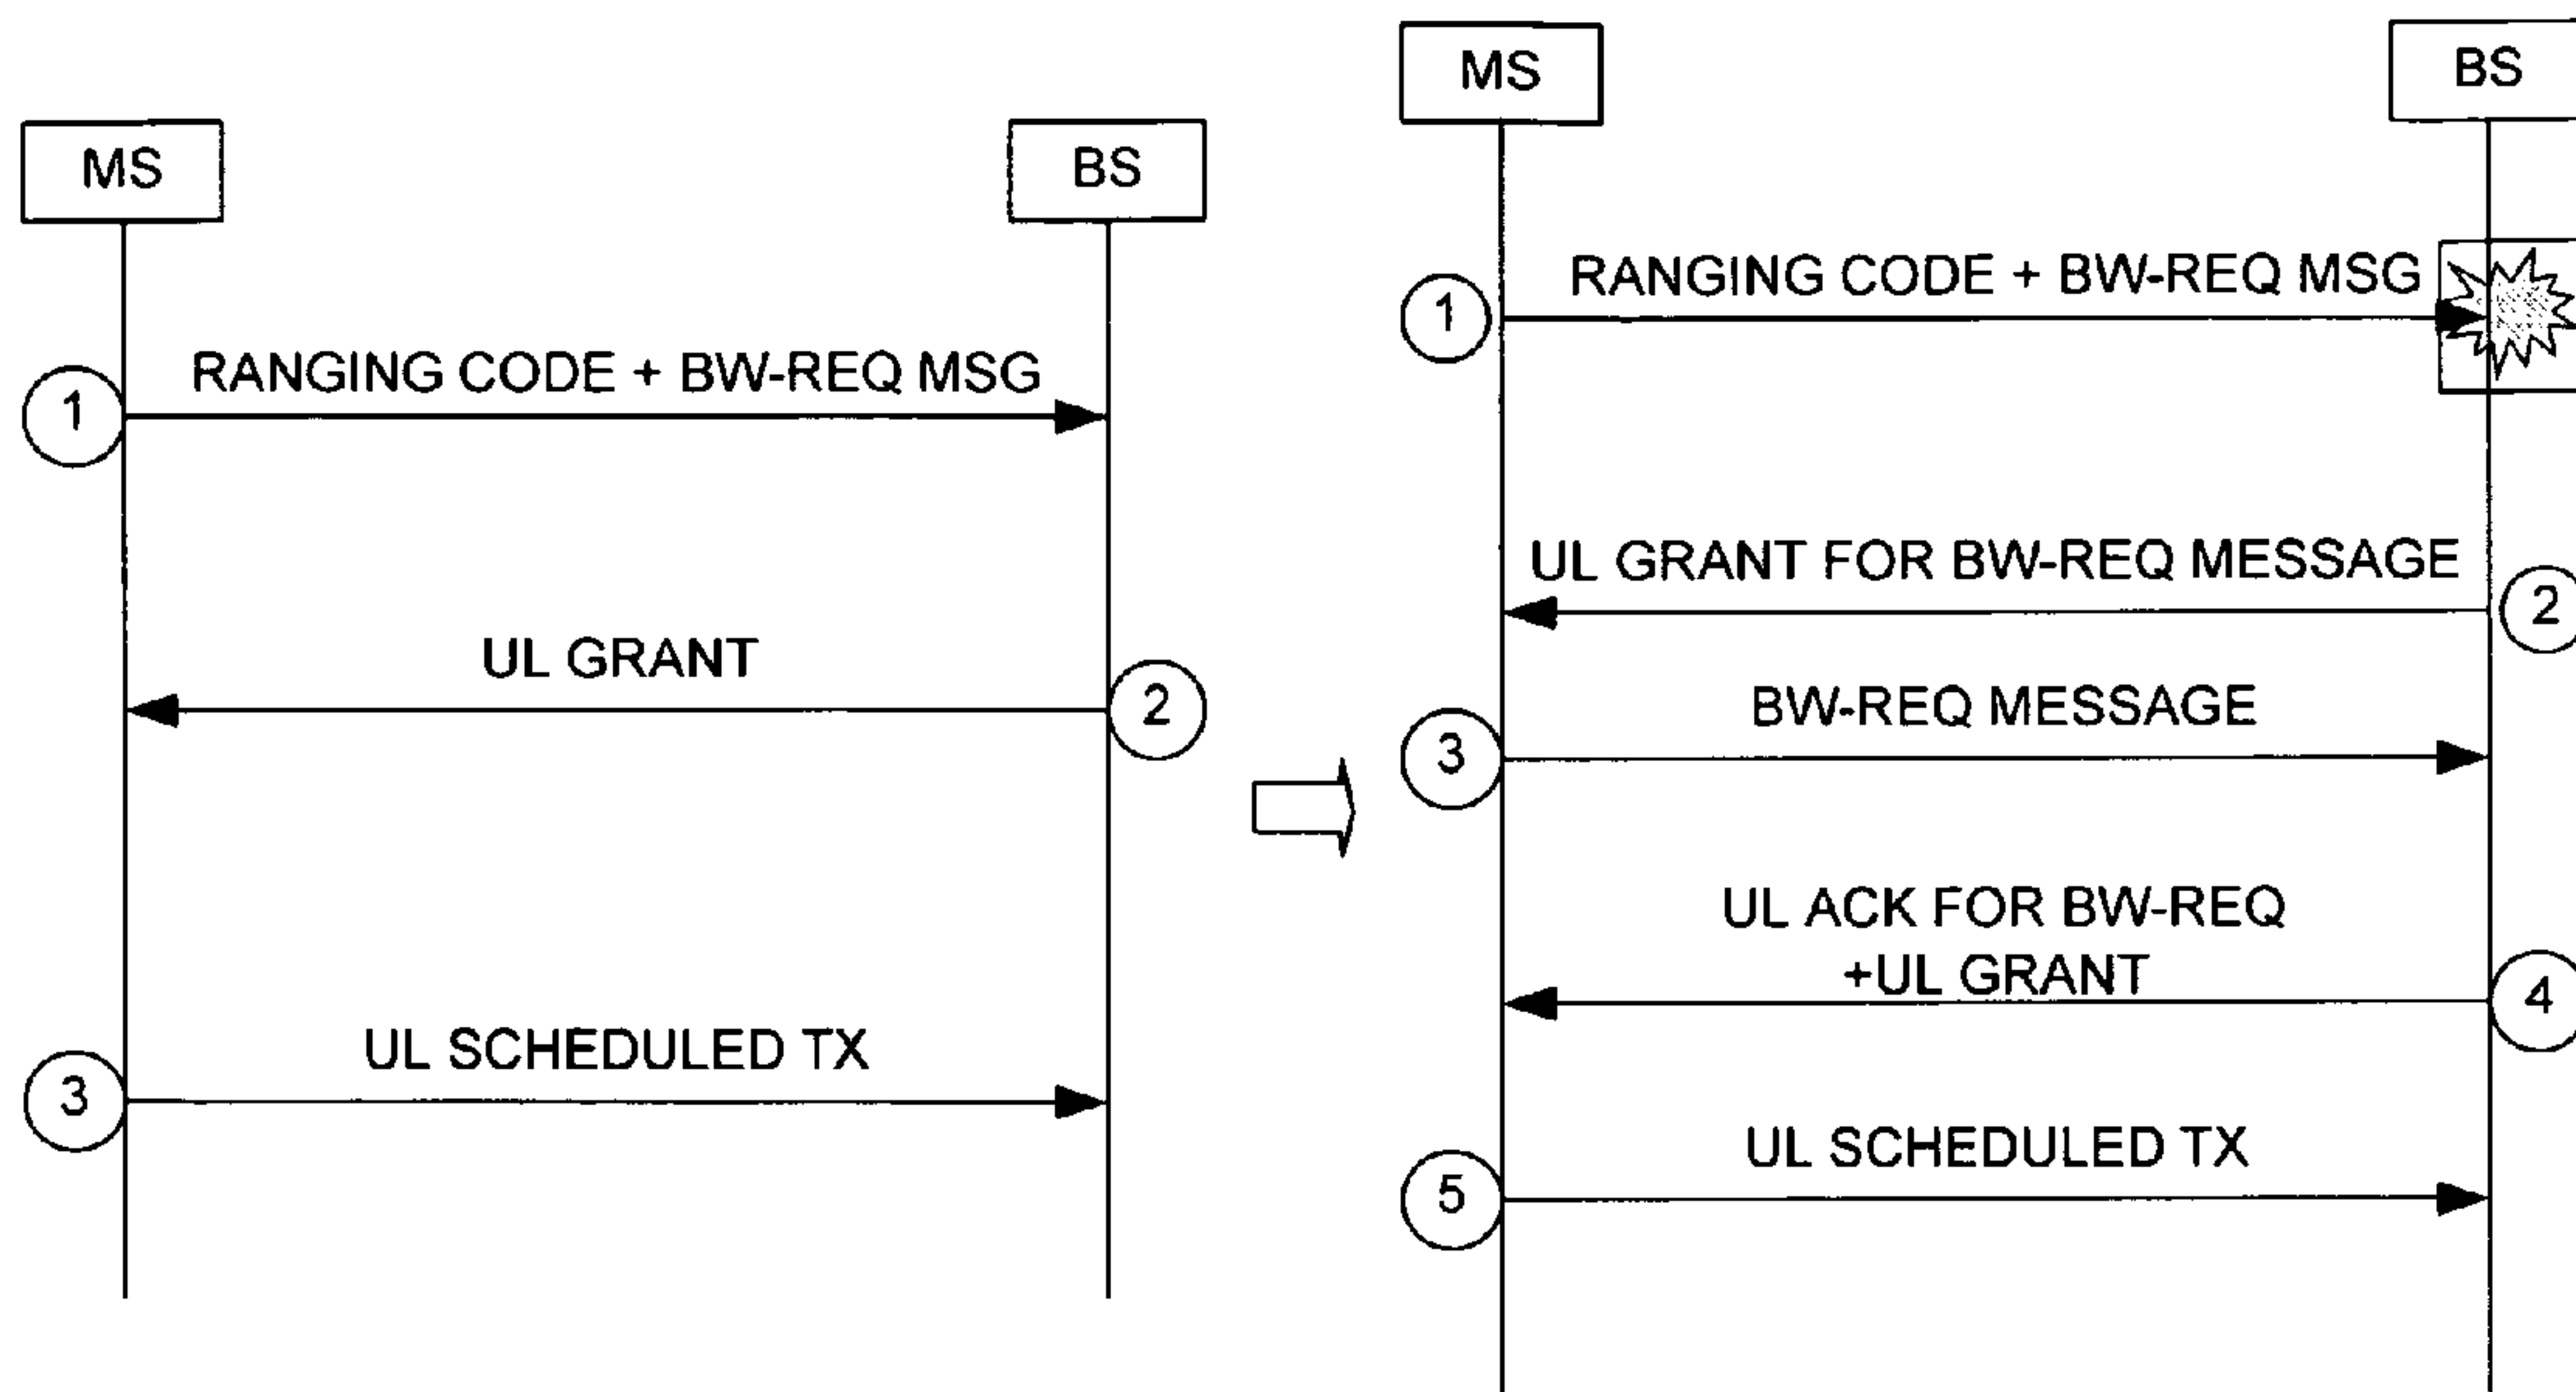 MS
BS
RANGING CODE + BW-REQ MSG
1
UL GRANT
2
UL SCHEDULED TX
3
MS
BS
RANGING CODE + BW-REQ MSG
1
UL GRANT FOR BW-REQ MESSAGE
2
BW-REQ MESSAGE
3
UL ACK FOR BW-REQ
+UL GRANT
4
UL SCHEDULED TX
5